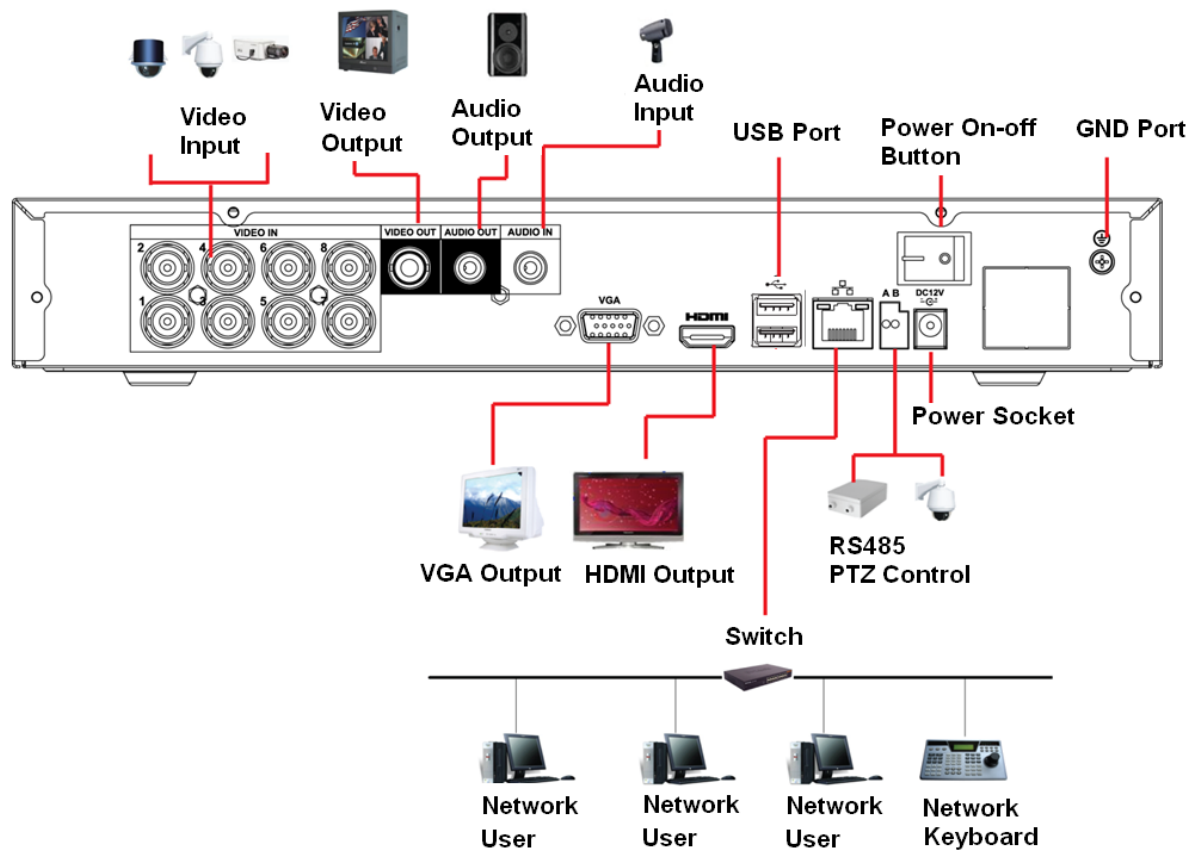 Video
Input
Video
Output
Audio
Output
Audio
Input
USB Port
Power On-off
Button
GND Port
VIDEO IN
VIDEO OUT
AUDIO OUT
AUDIO IN
2 4 6 8
1 3 5 7
VGA
HDMI
A B
DC12V
Power Socket
VGA Output
HDMI Output
RS485
PTZ Control
Switch
Network
User
Network
User
Network
User
Network
Keyboard